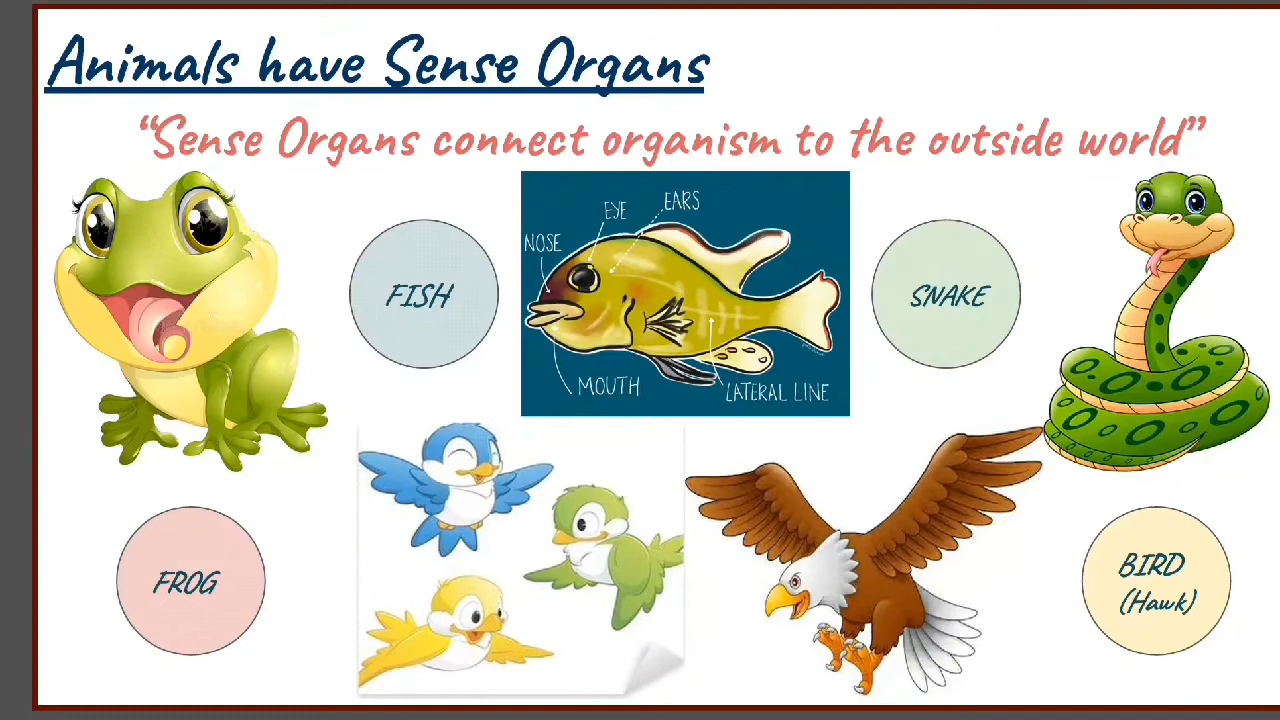 Animals have Sense Organs
“Sense Organs connect organism to the outside world”
FISH
NOSE
EYE
EARS
MOUTH
LATERAL LINE
SNAKE
FROG
BIRD
(Hawk)